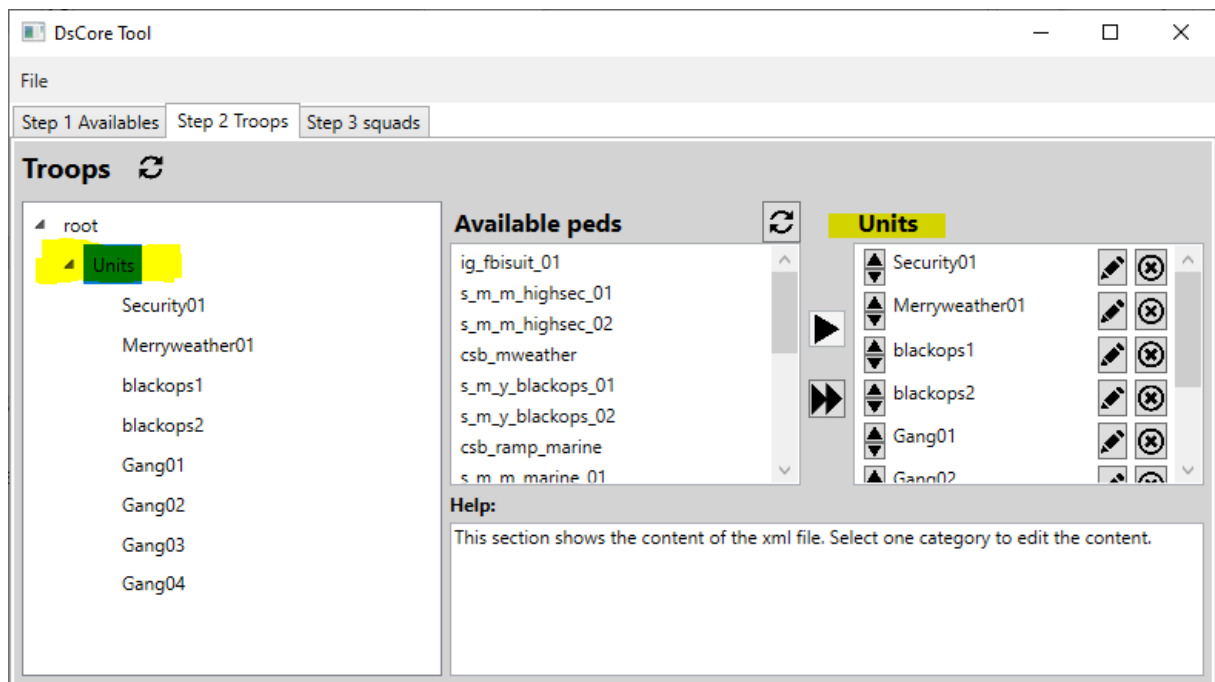 DsCore Tool
File
Step 1 Availables
Step 2 Troops
Step 3 squads
Troops
root
Units
Security01
Merryweather01
blackops1
blackops2
Gang01
Gang02
Gang03
Gang04
Available peds
ig_fbisuit_01
s_m_m_highsec_01
s_m_m_highsec_02
csb_mweather
s_m_y_blackops_01
s_m_y_blackops_02
csb_ramp_marine
s_m_m_marine_01
Units
Security01
Merryweather01
blackops1
blackops2
Gang01
Gang02
Help:
This section shows the content of the xml file. Select one category to edit the content.